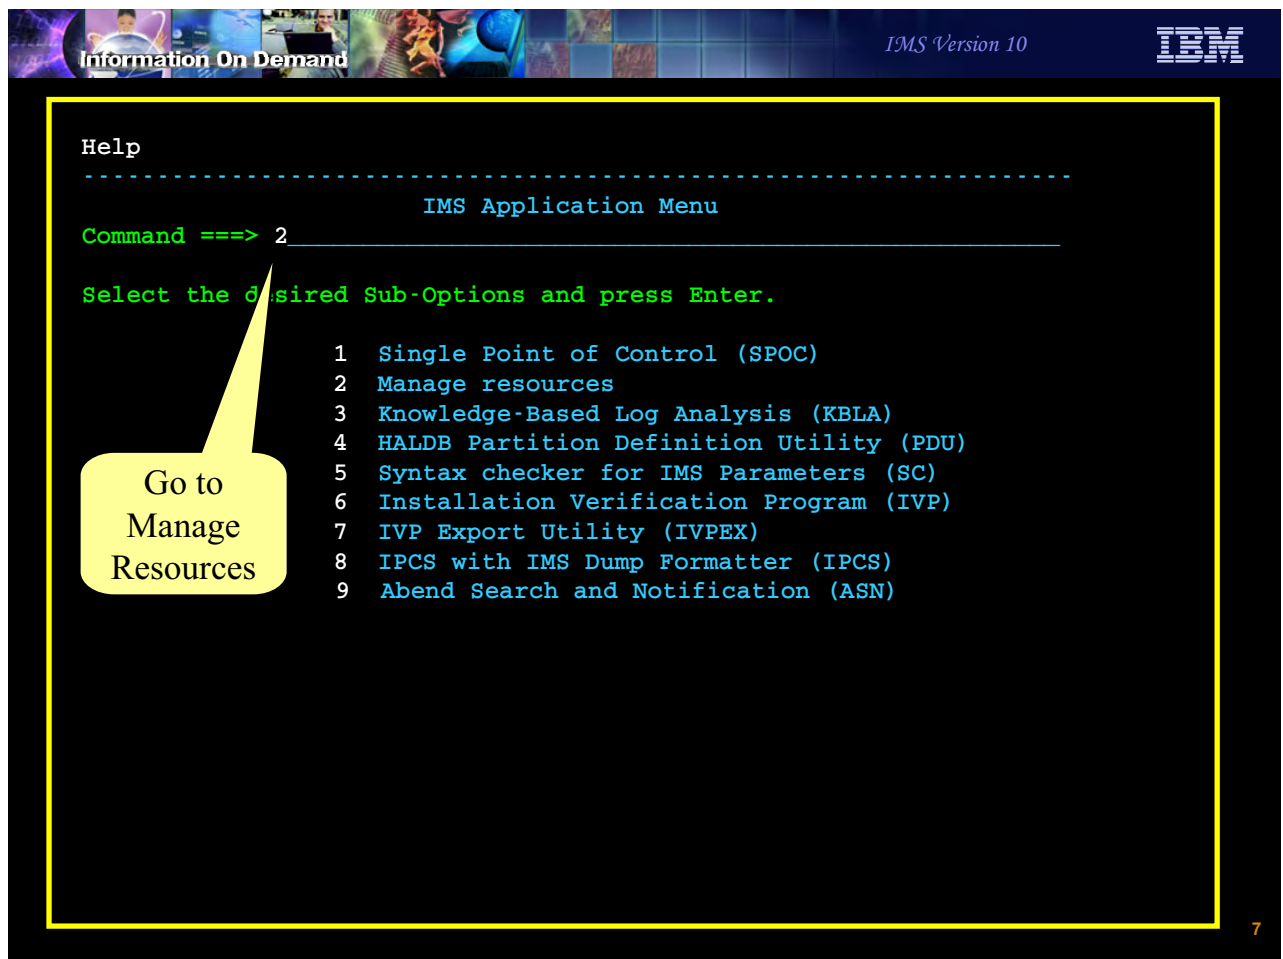 Information On Demand
IMS Version 10
IBM
Help
--------------------------------------------------------------------
IMS Application Menu
Command ===> 2____________________________________________________
Select the desired Sub-Options and press Enter.
1 Single Point of Control (SPOC)
2 Manage resources
3 Knowledge-Based Log Analysis (KBLA)
4 HALDB Partition Definition Utility (PDU)
5 Syntax checker for IMS Parameters (SC)
6 Installation Verification Program (IVP)
7 IVP Export Utility (IVPEX)
8 IPCS with IMS Dump Formatter (IPCS)
9 Abend Search and Notification (ASN)
Go to
Manage
Resources
7